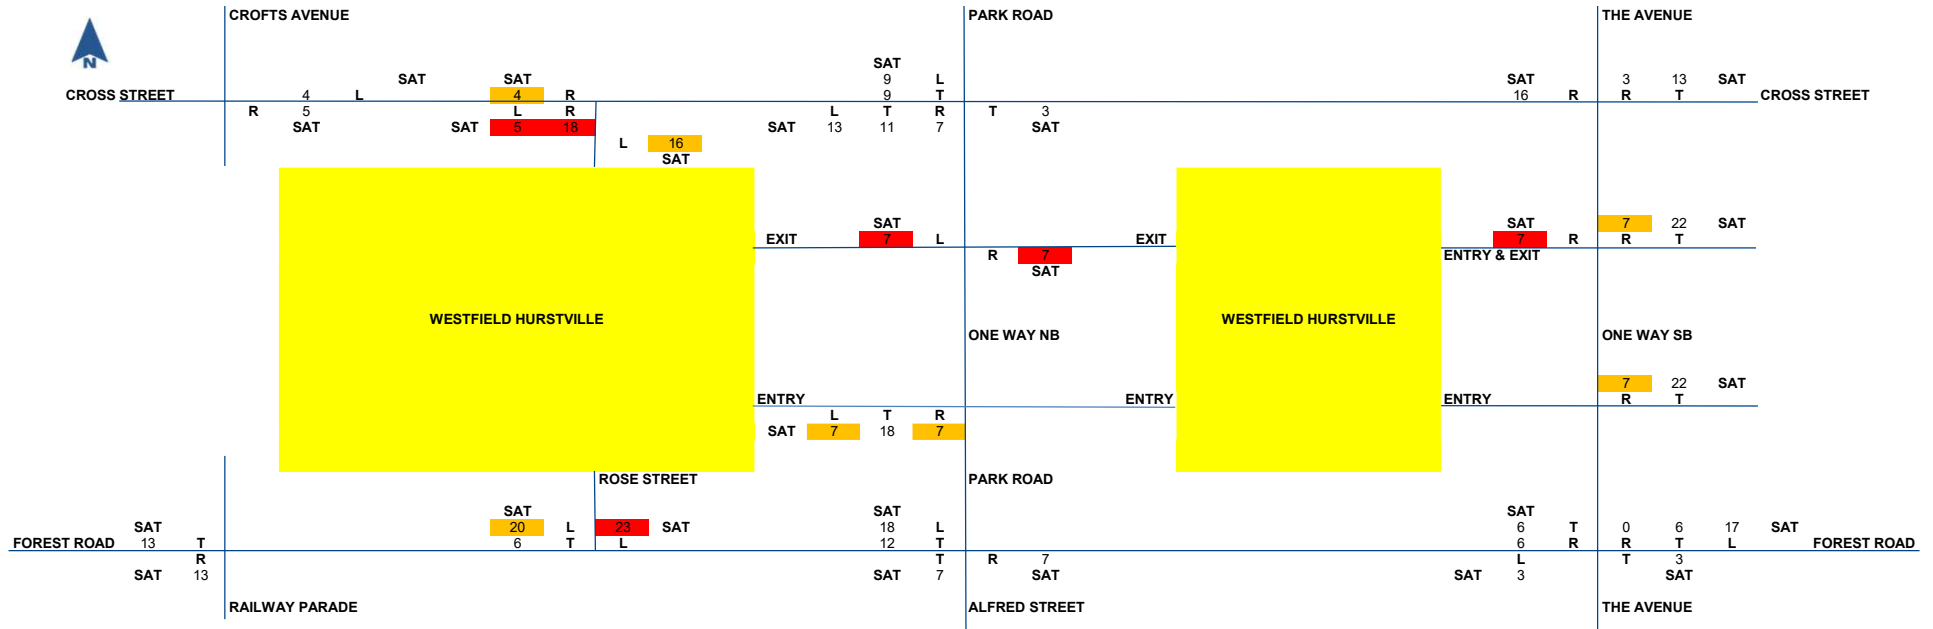 CROFTS AVENUE PARK ROAD THE AVENUE
N
SAT
SAT SAT 9 L SAT 3 13 SAT
CROSS STREET 4 L 4 R 9 T 16 R R T CROSS STREET
R 5 L R L T R T 3
SAT SAT 5 18 SAT 13 11 7 SAT
L 16
SAT
SAT SAT 7 22 SAT
EXIT 7 L EXIT 7 R R T
R 7 ENTRY & EXIT
SAT
WESTFIELD HURSTVILLE WESTFIELD HURSTVILLE
ONE WAY NB ONE WAY SB
7 22 SAT
ENTRY ENTRY ENTRY R T
L T R
SAT 7 18 7
ROSE STREET PARK ROAD
SAT SAT SAT
SAT 20 L 23 SAT 18 L 6 T 0 6 17 SAT
FOREST ROAD 13 T 6 T L 12 T 6 R R T L FOREST ROAD
R T R 7 L T 3
SAT 13 SAT 7 SAT SAT 3 SAT
RAILWAY PARADE ALFRED STREET THE AVENUE